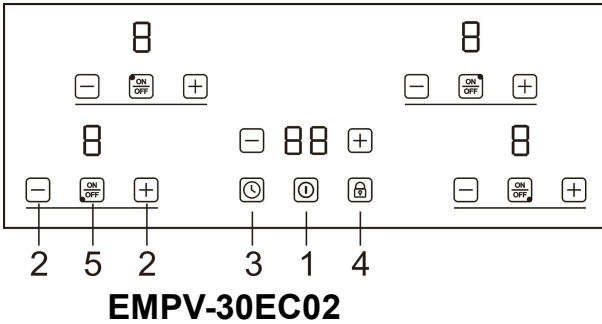 8 8
− ON OFF + − ON OFF +
8 − 88 + 8
− ON OFF + − ON OFF +
2 5 2 3 1 4
EMPV-30EC02